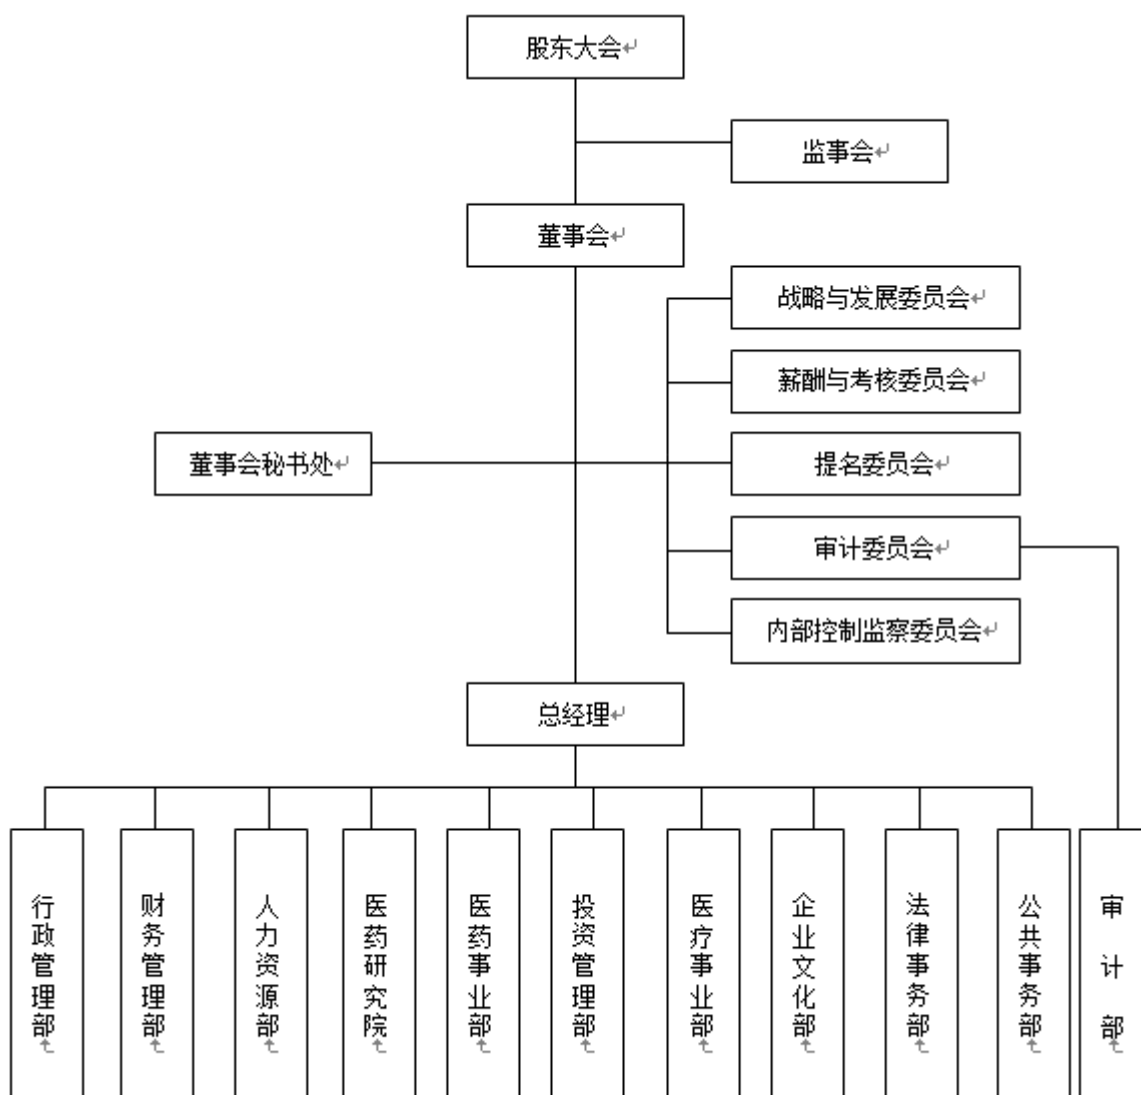 股东大会
监事会
董事会
战略与发展委员会
薪酬与考核委员会
董事会秘书处
提名委员会
审计委员会
内部控制监察委员会
总经理
行政管理部
财务管理部
人力资源部
医药研究院
医药事业部
投资管理部
医疗事业部
企业文化部
法律事务部
公共事务部
审计部